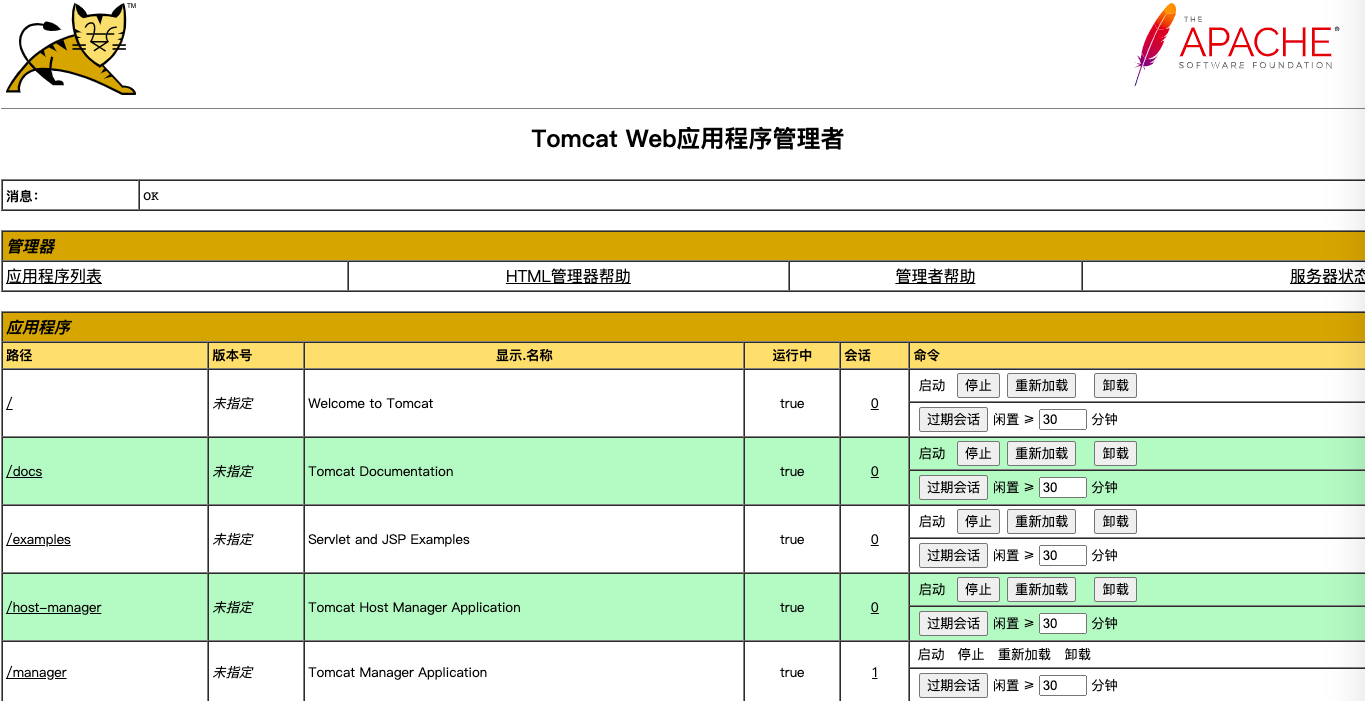 TM
THE
APACHE®
SOFTWARE FOUNDATION
Tomcat Web应用程序管理者
消息: OK
管理器
应用程序列表 HTML管理器帮助 管理者帮助 服务器状态
应用程序
路径 版本号 显示.名称 运行中 会话 命令
/ 未指定 Welcome to Tomcat true 0 启动 停止 重新加载 卸载
过期会话 闲置 ≥ 30 分钟
/docs 未指定 Tomcat Documentation true 0 启动 停止 重新加载 卸载
过期会话 闲置 ≥ 30 分钟
/examples 未指定 Servlet and JSP Examples true 0 启动 停止 重新加载 卸载
过期会话 闲置 ≥ 30 分钟
/host-manager 未指定 Tomcat Host Manager Application true 0 启动 停止 重新加载 卸载
过期会话 闲置 ≥ 30 分钟
/manager 未指定 Tomcat Manager Application true 1 启动 停止 重新加载 卸载
过期会话 闲置 ≥ 30 分钟